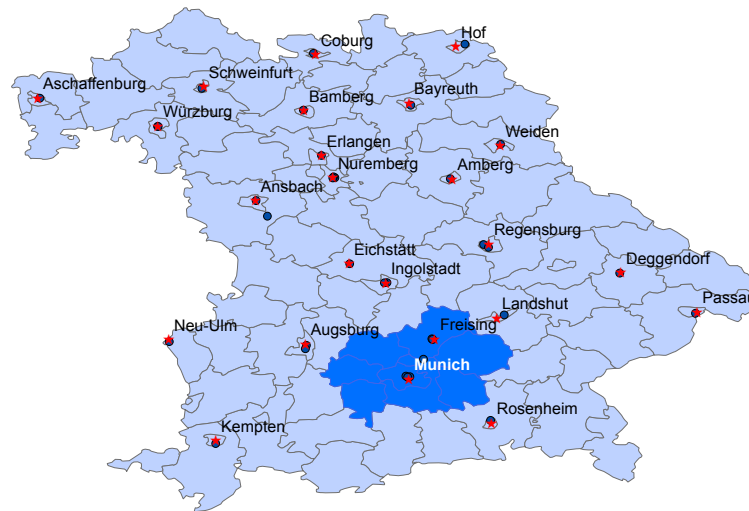 Coburg
Hof
Schweinfurt
Aschaffenburg
Bamberg
Bayreuth
Würzburg
Weiden
Erlangen
Nuremberg
Amberg
Ansbach
Regensburg
Eichstätt
Ingolstadt
Deggendorf
Landshut
Passau
Neu-Ulm
Augsburg
Freising
Munich
Rosenheim
Kempten